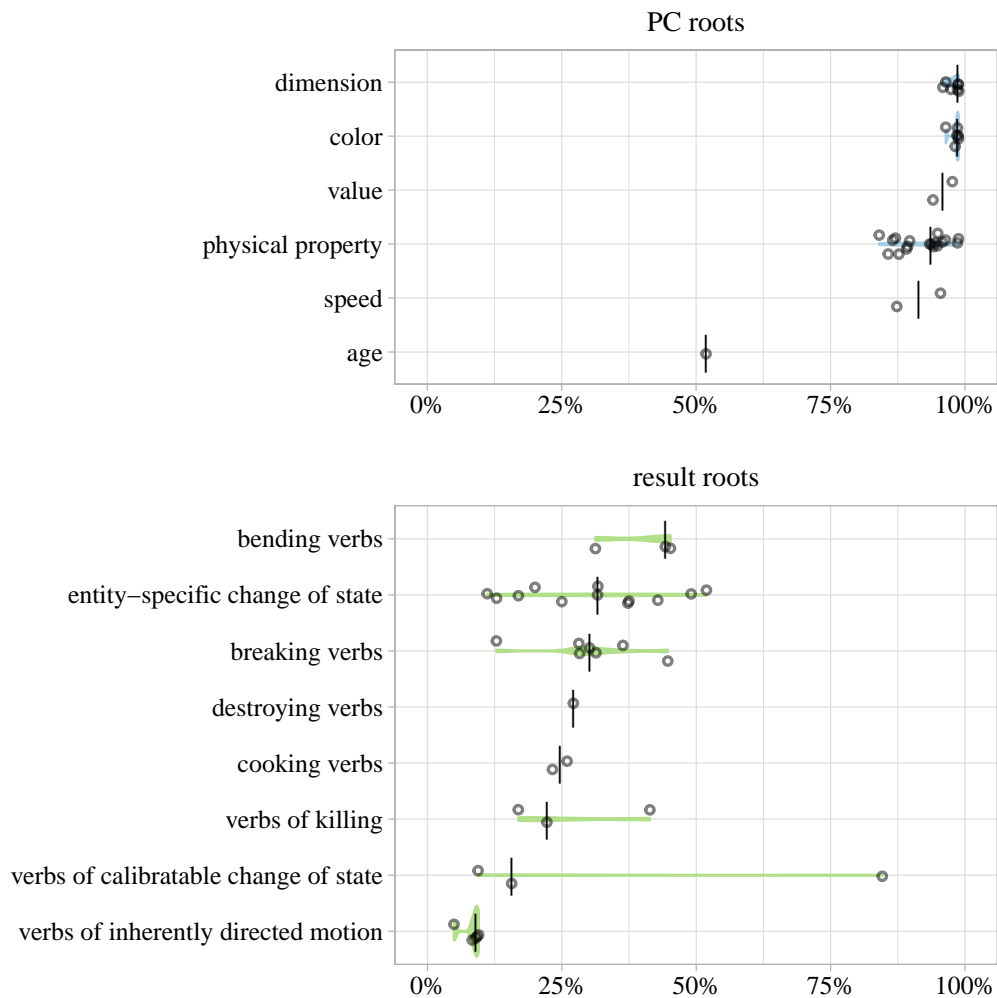 PC roots
dimension
color
value
physical property
speed
age
0% 25% 50% 75% 100%
result roots
bending verbs
entity−specific change of state
breaking verbs
destroying verbs
cooking verbs
verbs of killing
verbs of calibratable change of state
verbs of inherently directed motion
0% 25% 50% 75% 100%